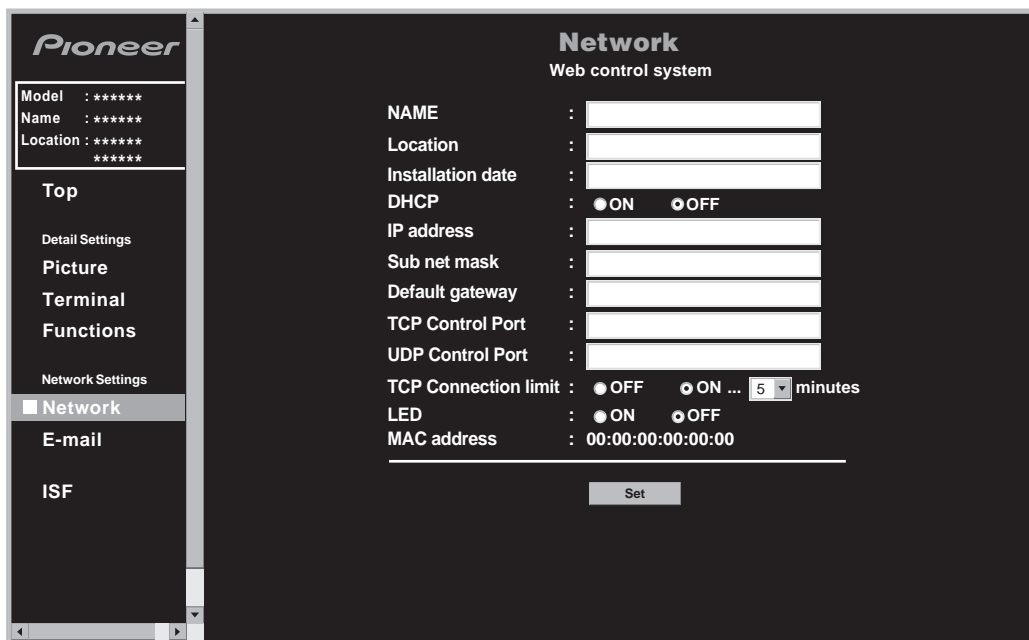 Pioneer
Model : ******
Name : ******
Location : ******
******
Top
Detail Settings
Picture
Terminal
Functions
Network Settings
Network
E-mail
ISF
Network
Web control system
NAME :
Location :
Installation date :
DHCP : ON OFF
IP address :
Sub net mask :
Default gateway :
TCP Control Port :
UDP Control Port :
TCP Connection limit : OFF ON ... 5 minutes
LED : ON OFF
MAC address : 00:00:00:00:00:00
Set